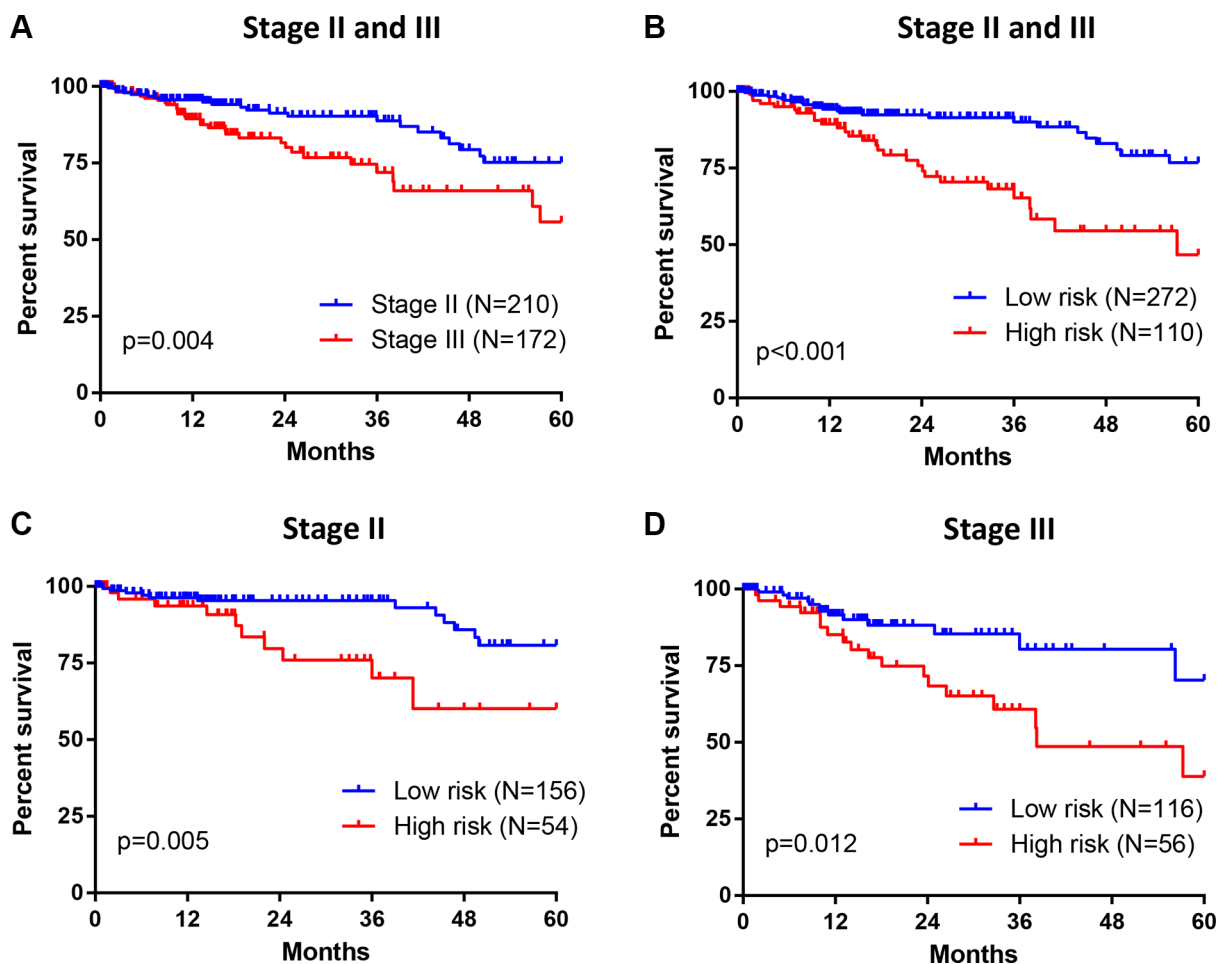 A
Stage II and III
100
75
50
25
0
Percent survival
Stage II (N=210)
Stage III (N=172)
p=0.004
0 12 24 36 48 60
Months
B
Stage II and III
100
75
50
25
0
Percent survival
Low risk (N=272)
High risk (N=110)
p<0.001
0 12 24 36 48 60
Months
C
Stage II
100
75
50
25
0
Percent survival
Low risk (N=156)
High risk (N=54)
p=0.005
0 12 24 36 48 60
Months
D
Stage III
100
75
50
25
0
Percent survival
Low risk (N=116)
High risk (N=56)
p=0.012
0 12 24 36 48 60
Months